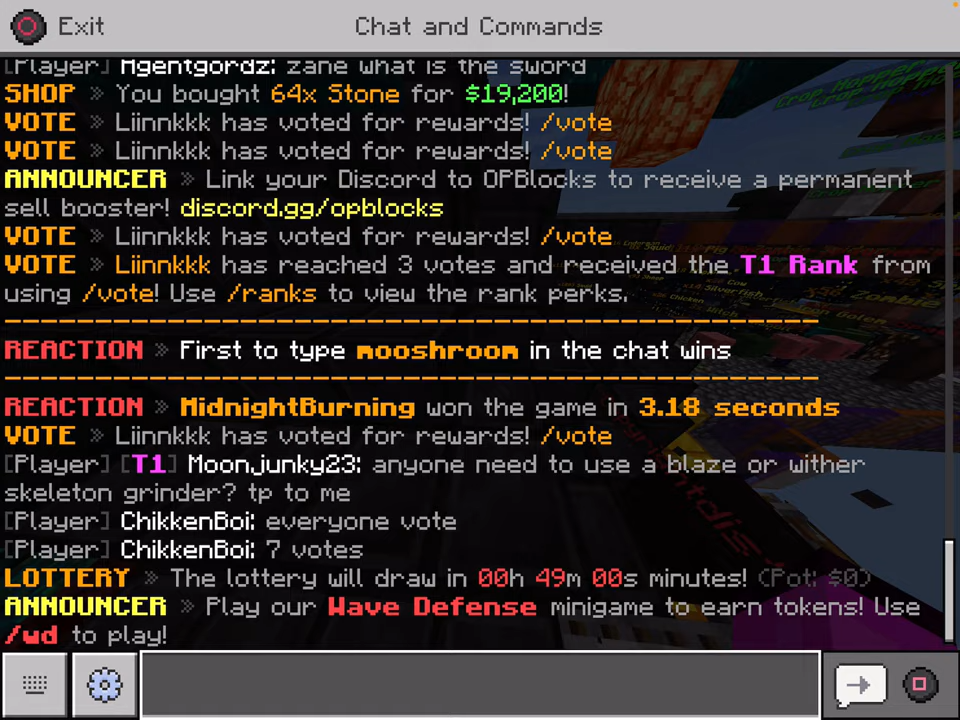 Exit
Chat and Commands
[Player] Agentgordz: zane what is the sword
SHOP » You bought 64x Stone for $19,200!
VOTE » Liinnkkk has voted for rewards! /vote
VOTE » Liinnkkk has voted for rewards! /vote
ANNOUNCER » Link your Discord to OPBlocks to receive a permanent
sell booster! discord.gg/opblocks
VOTE » Liinnkkk has voted for rewards! /vote
VOTE » Liinnkkk has reached 3 votes and received the T1 Rank from
using /vote! Use /ranks to view the rank perks.
REACTION » First to type mooshroom in the chat wins
REACTION » MidnightBurning won the game in 3.18 seconds
VOTE » Liinnkkk has voted for rewards! /vote
[Player] [T1] Moonjunky23: anyone need to use a blaze or wither
skeleton grinder? tp to me
[Player] ChikkenBoi: everyone vote
[Player] ChikkenBoi: 7 votes
LOTTERY » The lottery will draw in 00h 49m 00s minutes! (Pot: $0)
ANNOUNCER » Play our Wave Defense minigame to earn tokens! Use
/wd to play!